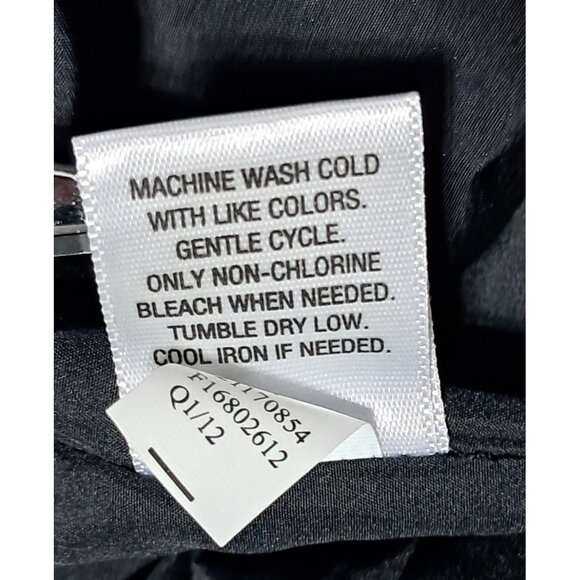 MACHINE WASH COLD
WITH LIKE COLORS.
GENTLE CYCLE.
ONLY NON-CHLORINE
BLEACH WHEN NEEDED.
TUMBLE DRY LOW.
COOL IRON IF NEEDED.
1170854
F16802612
Q1/12